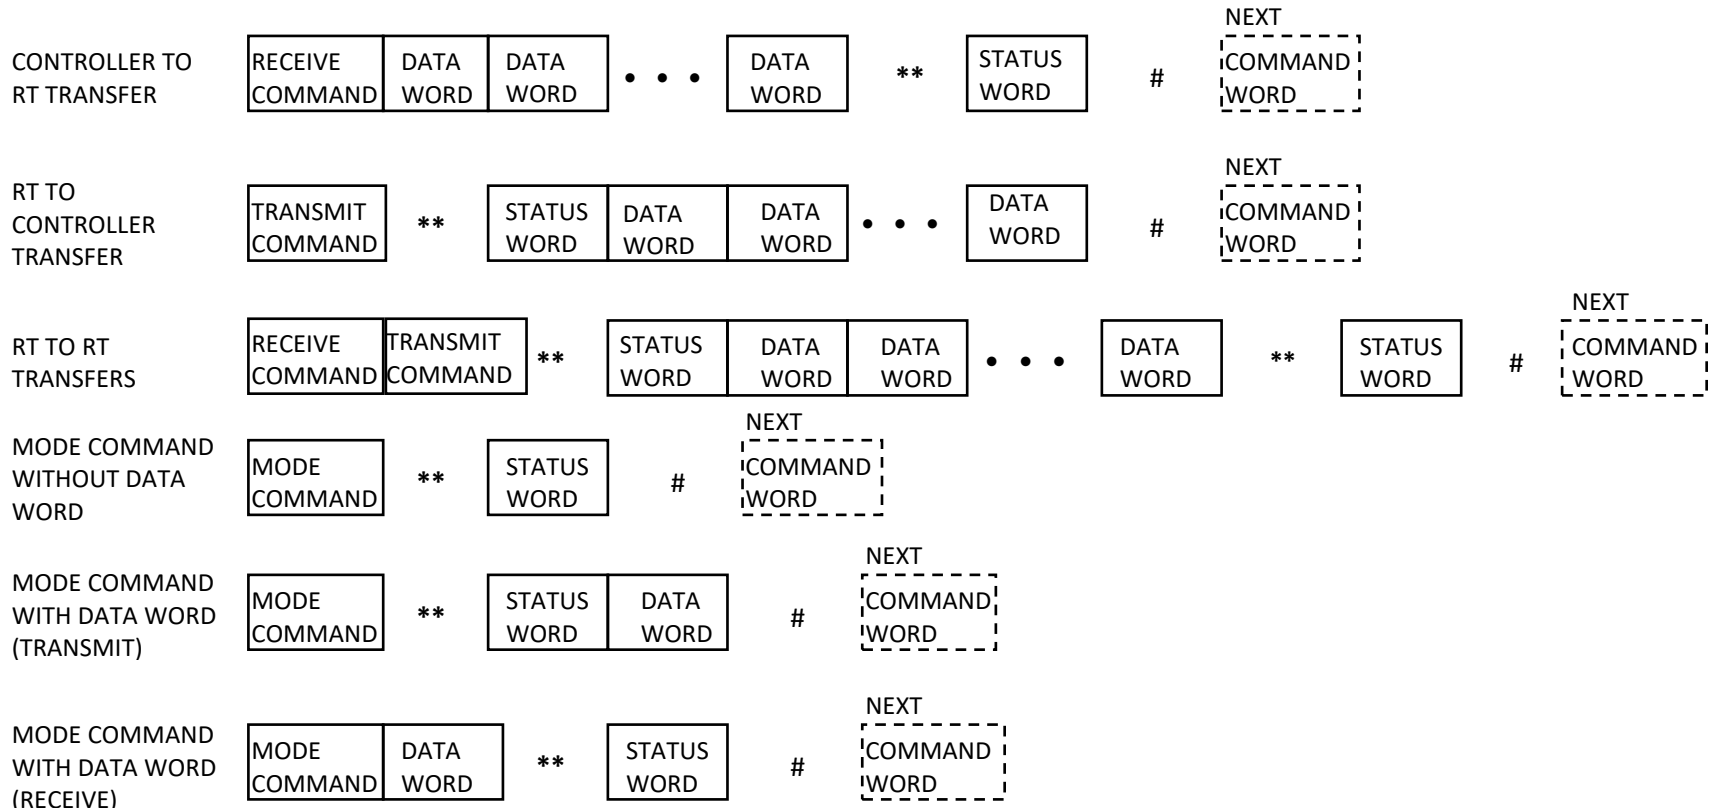 NEXT
CONTROLLER TO RECEIVE DATA DATA • • • DATA ** STATUS # COMMAND
RT TRANSFER COMMAND WORD WORD WORD WORD WORD
NEXT
RT TO TRANSMIT ** STATUS DATA DATA • • • DATA # COMMAND
CONTROLLER COMMAND WORD WORD WORD WORD WORD
TRANSFER
NEXT
RT TO RT RECEIVE TRANSMIT ** STATUS DATA DATA • • • DATA ** STATUS # COMMAND
TRANSFERS COMMAND COMMAND WORD WORD WORD WORD WORD WORD
NEXT
MODE COMMAND MODE ** STATUS # COMMAND
WITHOUT DATA COMMAND WORD WORD
WORD
NEXT
MODE COMMAND MODE ** STATUS DATA # COMMAND
WITH DATA WORD COMMAND WORD WORD WORD
(TRANSMIT)
NEXT
MODE COMMAND MODE DATA ** STATUS # COMMAND
WITH DATA WORD COMMAND WORD WORD WORD
(RECEIVE)